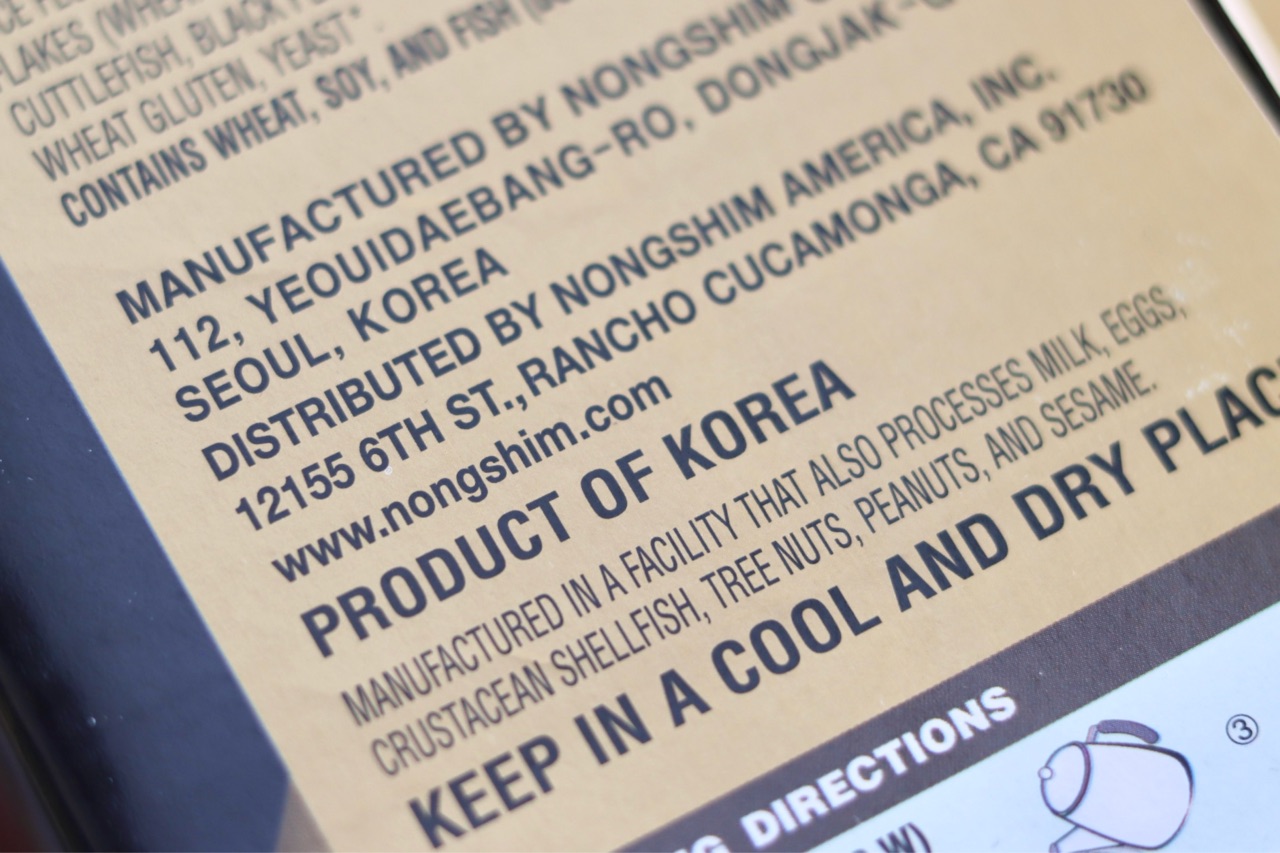 FLAKES (WHEA
CUTTLEFISH, BLACK
WHEAT GLUTEN, YEAST*
CONTAINS WHEAT, SOY, AND FISH
MANUFACTURED BY NONGSHIM
112, YEOUIDAEBANG-RO, DONGJAK-G
SEOUL, KOREA
DISTRIBUTED BY NONGSHIM AMERICA, INC.
12155 6TH ST., RANCHO CUCAMONGA, CA 91730
www.nongshim.com
PRODUCT OF KOREA
MANUFACTURED IN A FACILITY THAT ALSO PROCESSES MILK, EGGS,
CRUSTACEAN SHELLFISH, TREE NUTS, PEANUTS, AND SESAME.
KEEP IN A COOL AND DRY PLAC
G DIRECTIONS
③
W)